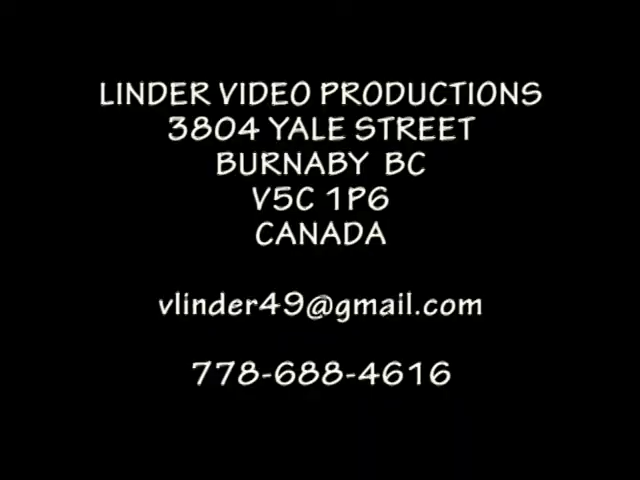 LINDER VIDEO PRODUCTIONS
3804 YALE STREET
BURNABY BC
V5C 1P6
CANADA
vlinder49@gmail.com
778-688-4616